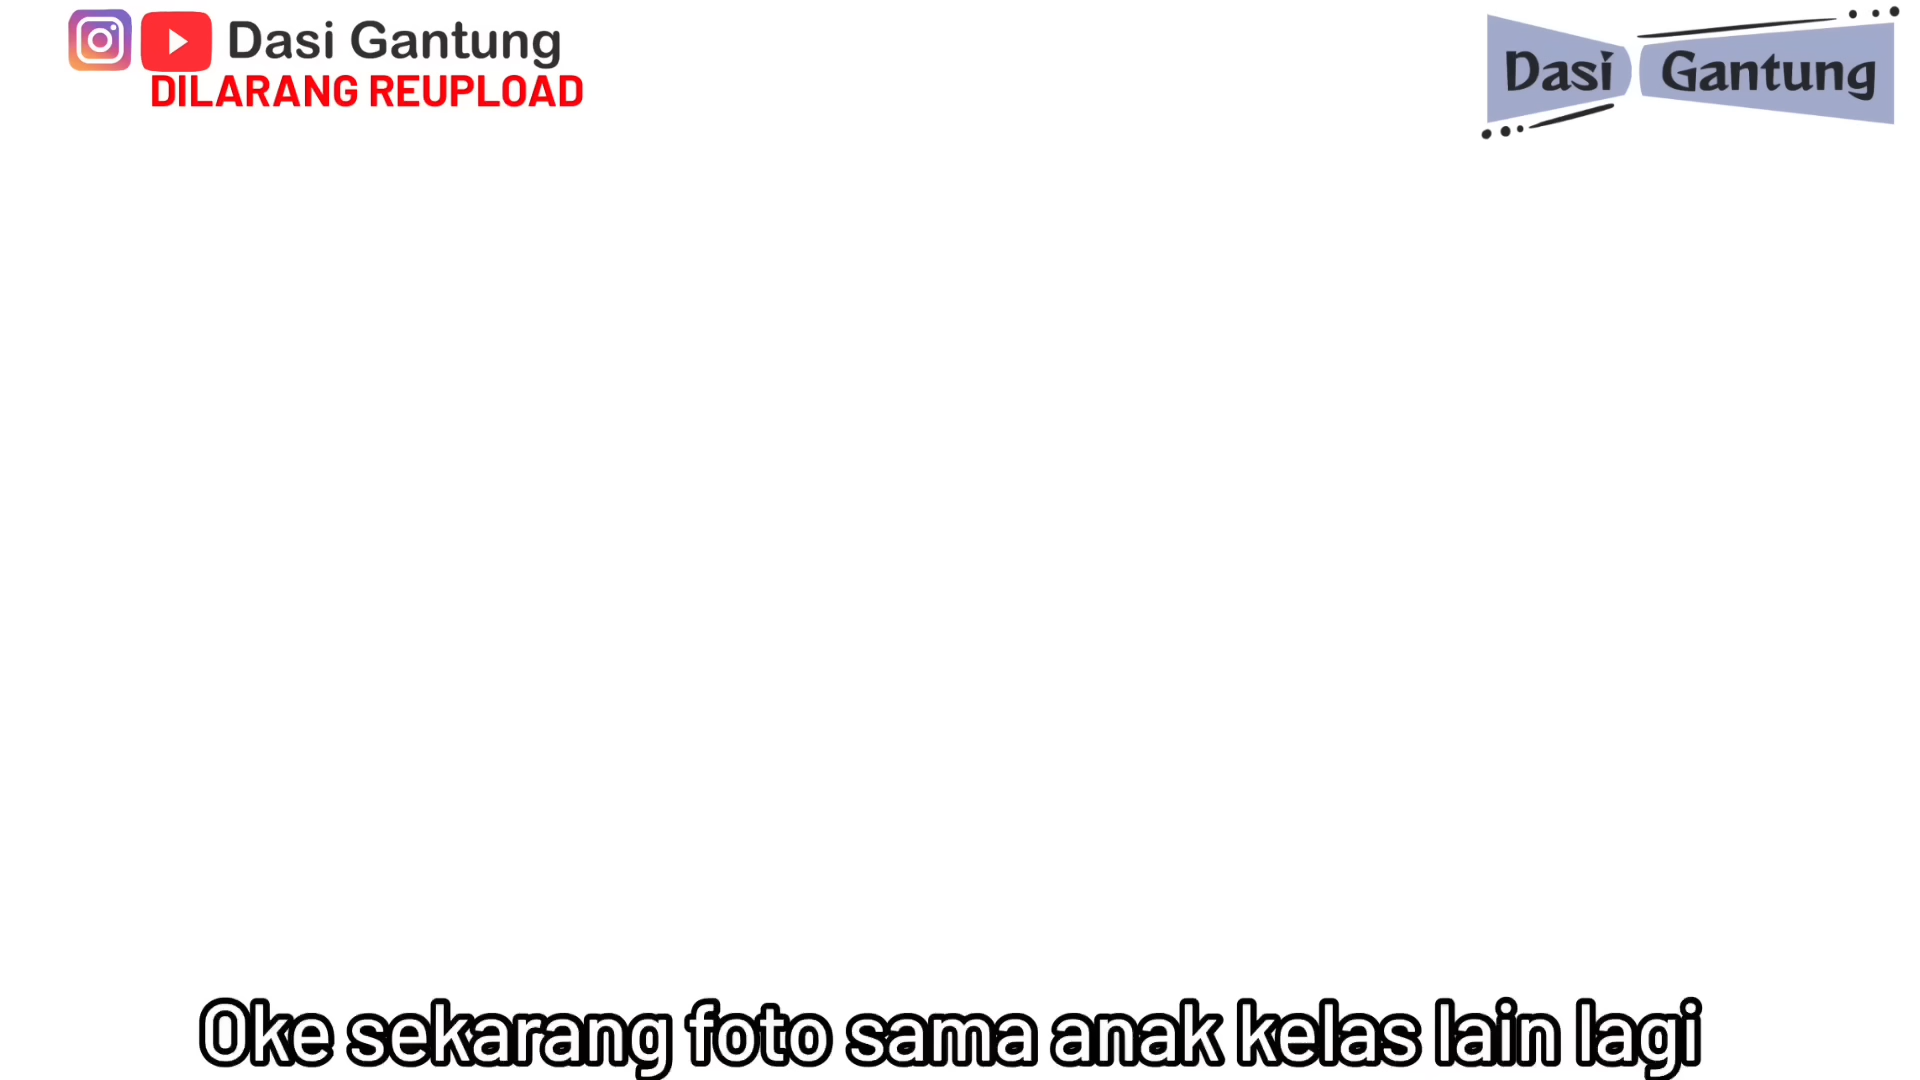 Dasi Gantung
DILARANG REUPLOAD
Dasi Gantung
Oke sekarang foto sama anak kelas lain lagi